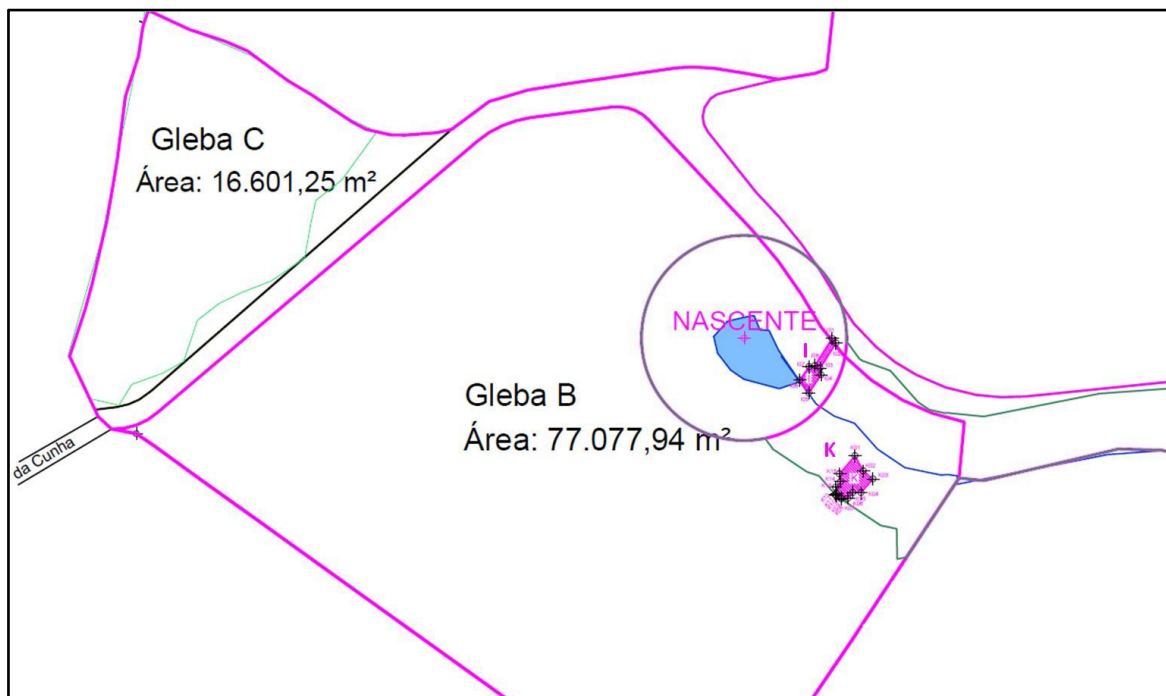 Gleba C
Área: 16.601,25 m²
NASCENTE
I
Gleba B
Área: 77.077,94 m²
K
da Cunha